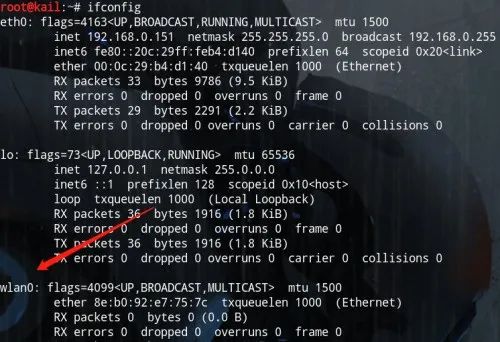 root@kail:~# ifconfig
eth0: flags=4163<UP,BROADCAST,RUNNING,MULTICAST>  mtu 1500
inet 192.168.0.151  netmask 255.255.255.0  broadcast 192.168.0.255
inet6 fe80::20c:29ff:feb4:d140  prefixlen 64  scopeid 0x20<link>
ether 00:0c:29:b4:d1:40  txqueuelen 1000  (Ethernet)
RX packets 33  bytes 9786 (9.5 KiB)
RX errors 0  dropped 0  overruns 0  frame 0
TX packets 29  bytes 2291 (2.2 KiB)
TX errors 0  dropped 0 overruns 0  carrier 0  collisions 0
lo: flags=73<UP,LOOPBACK,RUNNING>  mtu 65536
inet 127.0.0.1  netmask 255.0.0.0
inet6 ::1  prefixlen 128  scopeid 0x10<host>
loop  txqueuelen 1000  (Local Loopback)
RX packets 36  bytes 1916 (1.8 KiB)
RX errors 0  dropped 0  overruns 0  frame 0
TX packets 36  bytes 1916 (1.8 KiB)
TX errors 0  dropped 0 overruns 0  carrier 0  collisions 0
wlan0: flags=4099<UP,BROADCAST,MULTICAST>  mtu 1500
ether 8e:b0:92:e7:75:7c  txqueuelen 1000  (Ethernet)
RX packets 0  bytes 0 (0.0 B)
RX errors 0  dropped 0  overruns 0  frame 0